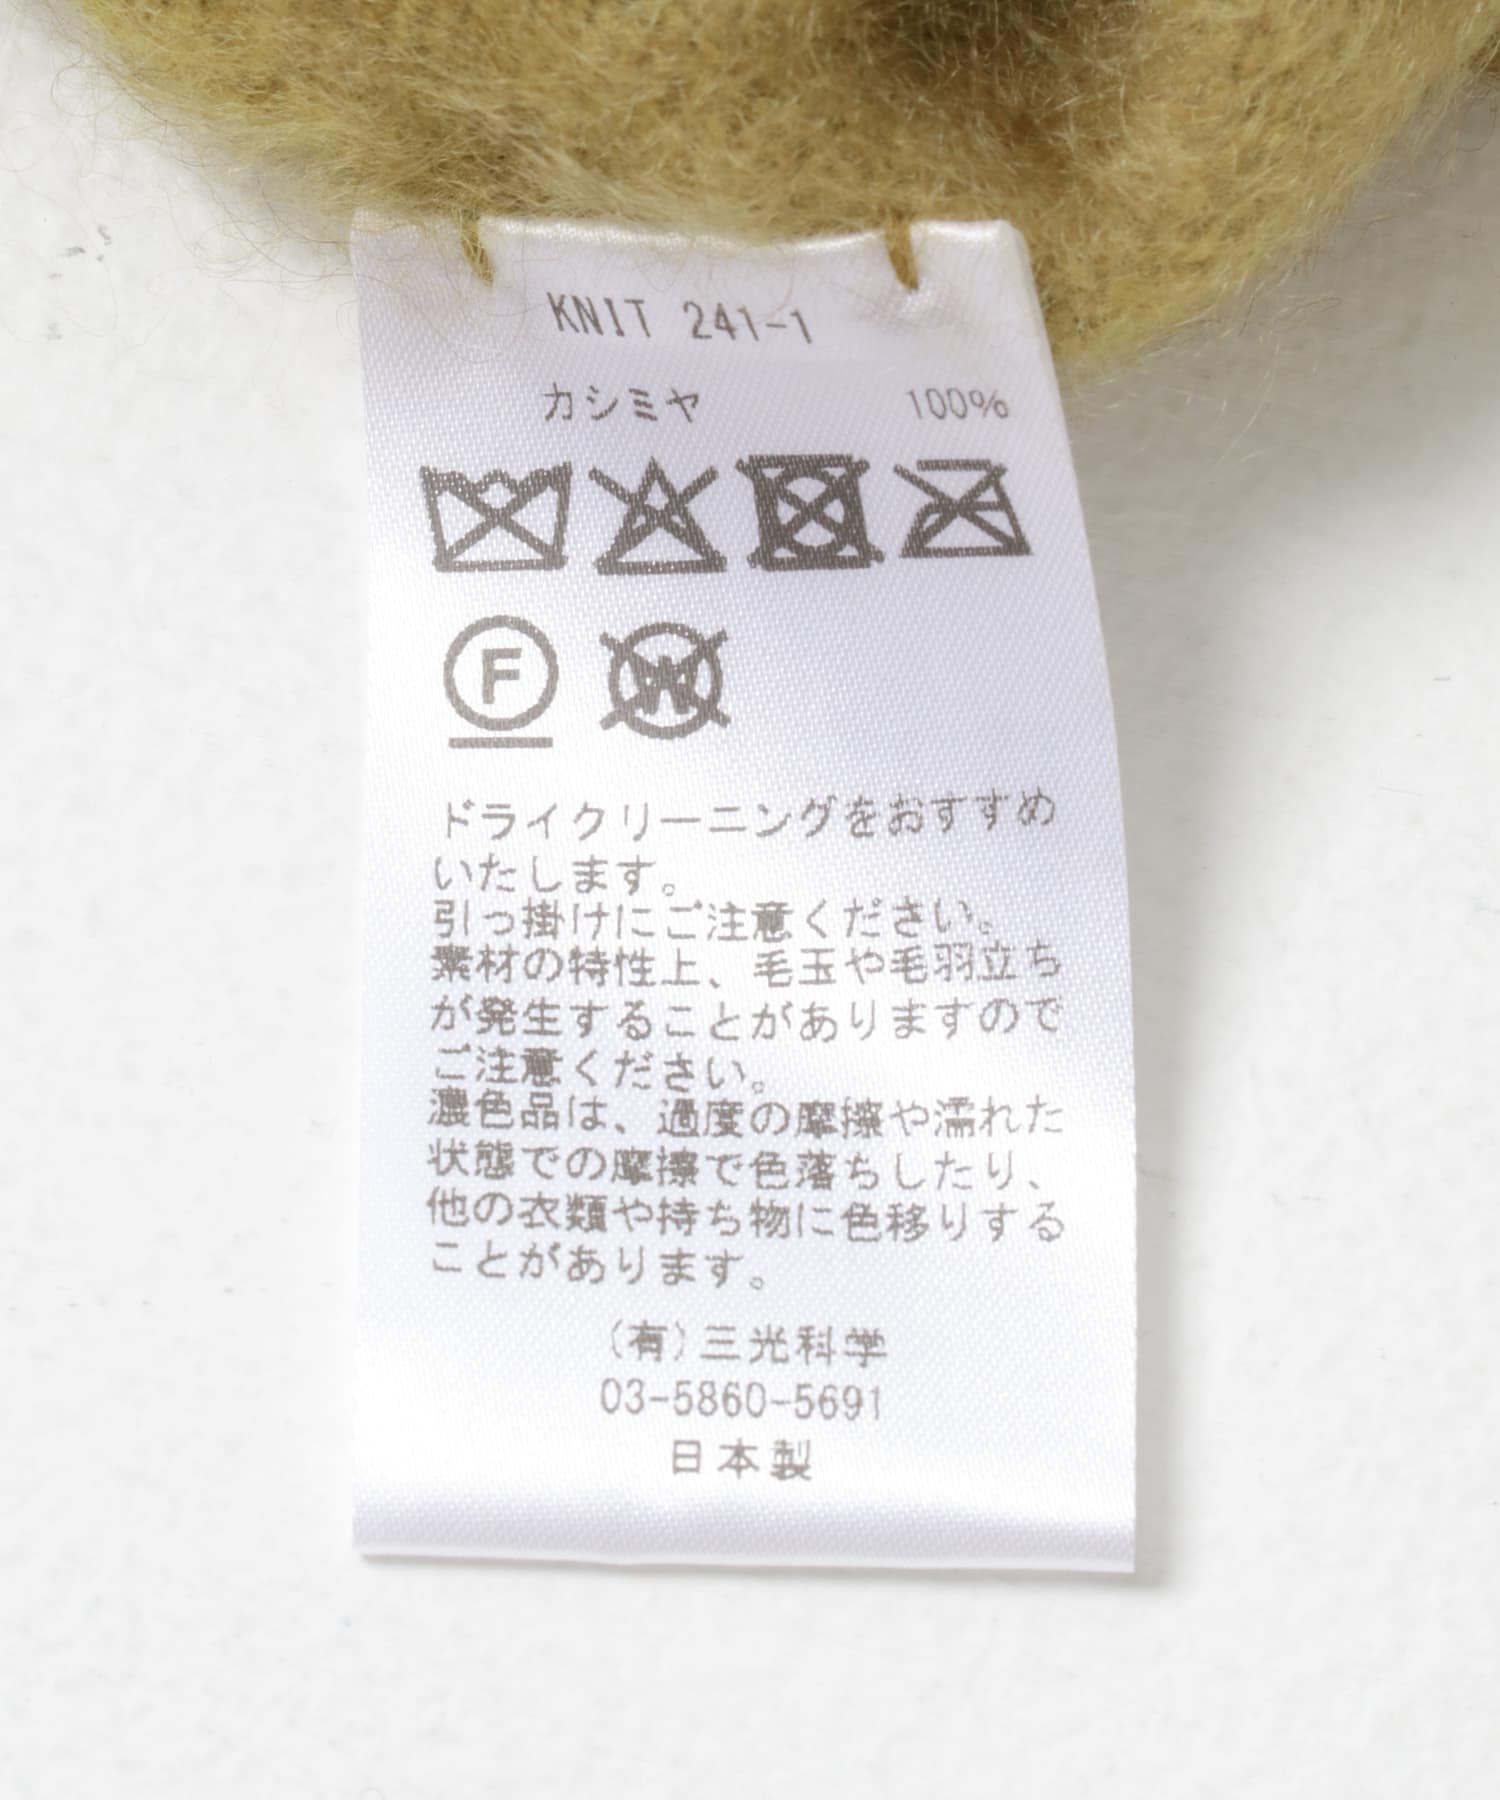 KNIT 241-1
カシミヤ 100%
F W
ドライクリーニングをおすすめ
いたします。
引っ掛けにご注意ください。
素材の特性上、毛玉や毛羽立ち
が発生することがありますので
ご注意ください。
濃色品は、過度の摩擦や濡れた
状態での摩擦で色落ちしたり、
他の衣類や持ち物に色移りする
ことがあります。
(有)三光科学
03-5860-5691
日本製